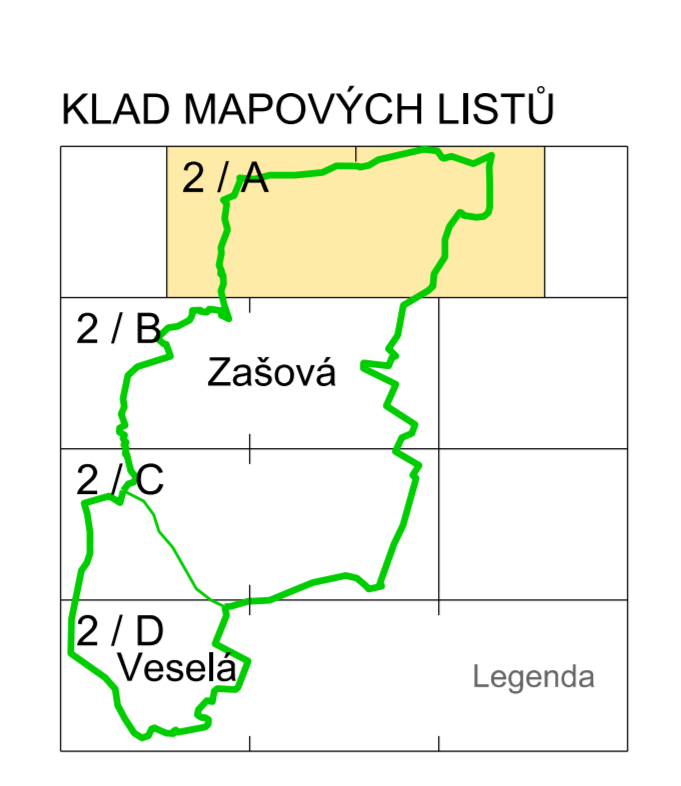 KLAD MAPOVÝCH LISTŮ
2 / A
2 / B
Zašová
2 / C
2 / D
Veselá
Legenda